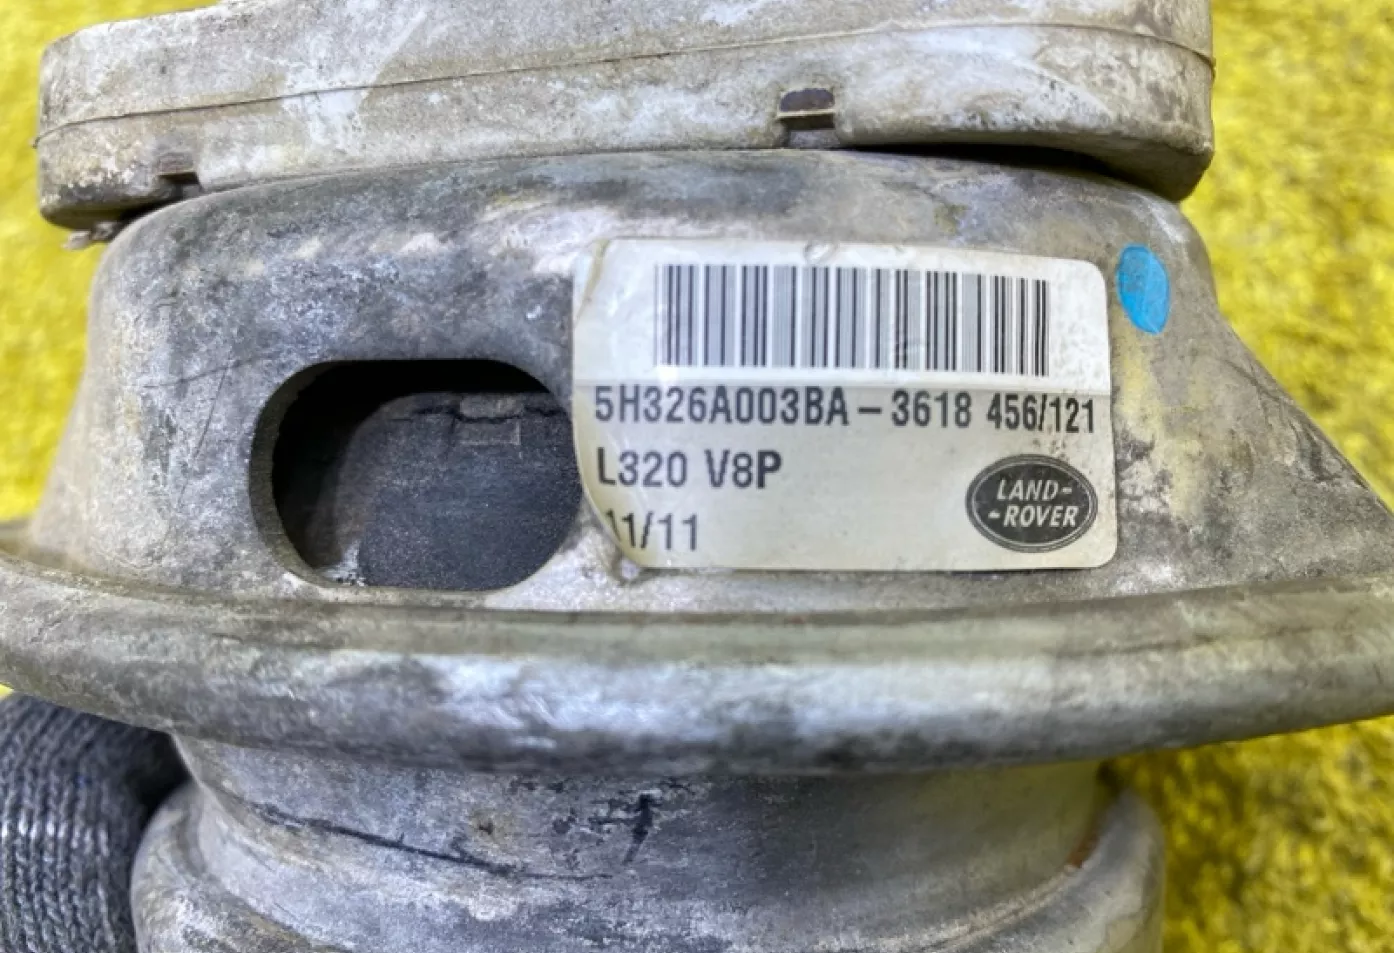 5H326A003BA-3618 456/121
L320 V8P
11/11
LAND-
-ROVER